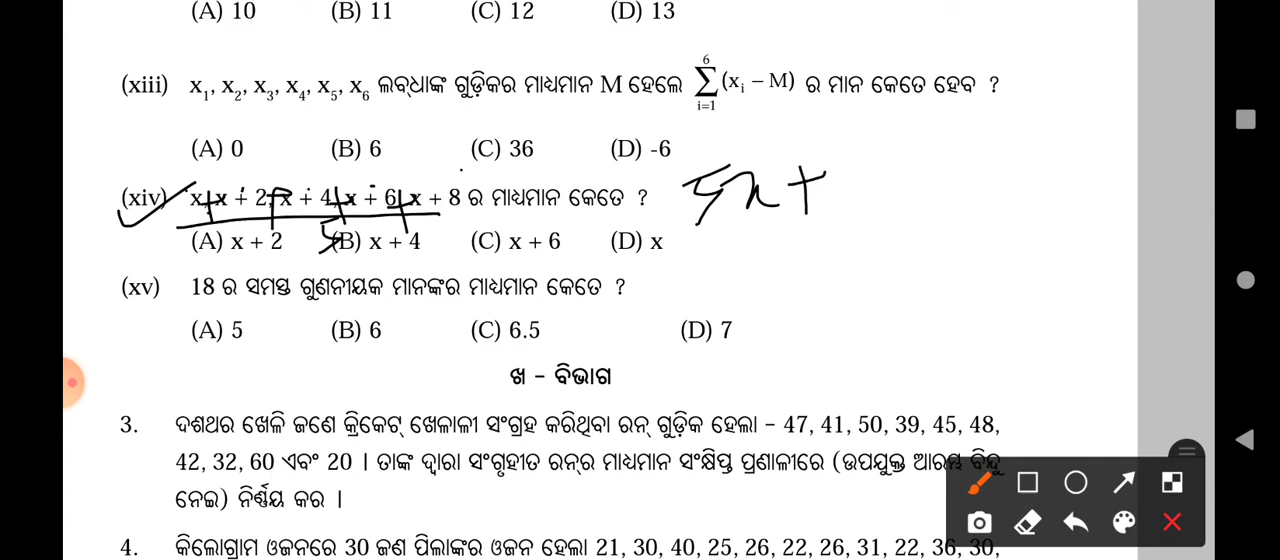 (A) 10 (B) 11 (C) 12 (D) 13
(xiii) x₁, x₂, x₃, x₄, x₅, x₆ ଲବ୍ଧାଙ୍କ ଗୁଡ଼ିକର ମାଧ୍ୟମାନ M ହେଲେ ∑_{i=1}^{6} (xᵢ – M) ର ମାନ କେତେ ହେବ ?
(A) 0 (B) 6 (C) 36 (D) -6
(xiv) x, x + 2, x + 4, x + 6, x + 8 ର ମାଧ୍ୟମାନ କେତେ ? 5x +
5
(A) x + 2 (B) x + 4 (C) x + 6 (D) x
(xv) 18 ର ସମସ୍ତ ଗୁଣନୀୟକ ମାନଙ୍କର ମାଧ୍ୟମାନ କେତେ ?
(A) 5 (B) 6 (C) 6.5 (D) 7
ଖ – ବିଭାଗ
3. ଦଶଥର ଖେଳି ଜଣେ କ୍ରିକେଟ୍ ଖେଳାଳୀ ସଂଗ୍ରହ କରିଥିବା ରନ୍ ଗୁଡ଼ିକ ହେଲା – 47, 41, 50, 39, 45, 48,
42, 32, 60 ଏବଂ 20 । ତାଙ୍କ ଦ୍ୱାରା ସଂଗୃହୀତ ରନ୍‌ର ମାଧ୍ୟମାନ ସଂକ୍ଷିପ୍ତ ପ୍ରଣାଳୀରେ (ଉପଯୁକ୍ତ ଆରମ୍ଭ ବିନ୍ଦୁ
ନେଇ) ନିର୍ଣ୍ଣୟ କର ।
4. କିଲୋଗ୍ରାମ ଓଜନରେ 30 ଜଣ ପିଲାଙ୍କର ଓଜନ ହେଲା 21, 30, 40, 25, 26, 22, 26, 31, 22, 36, 30,